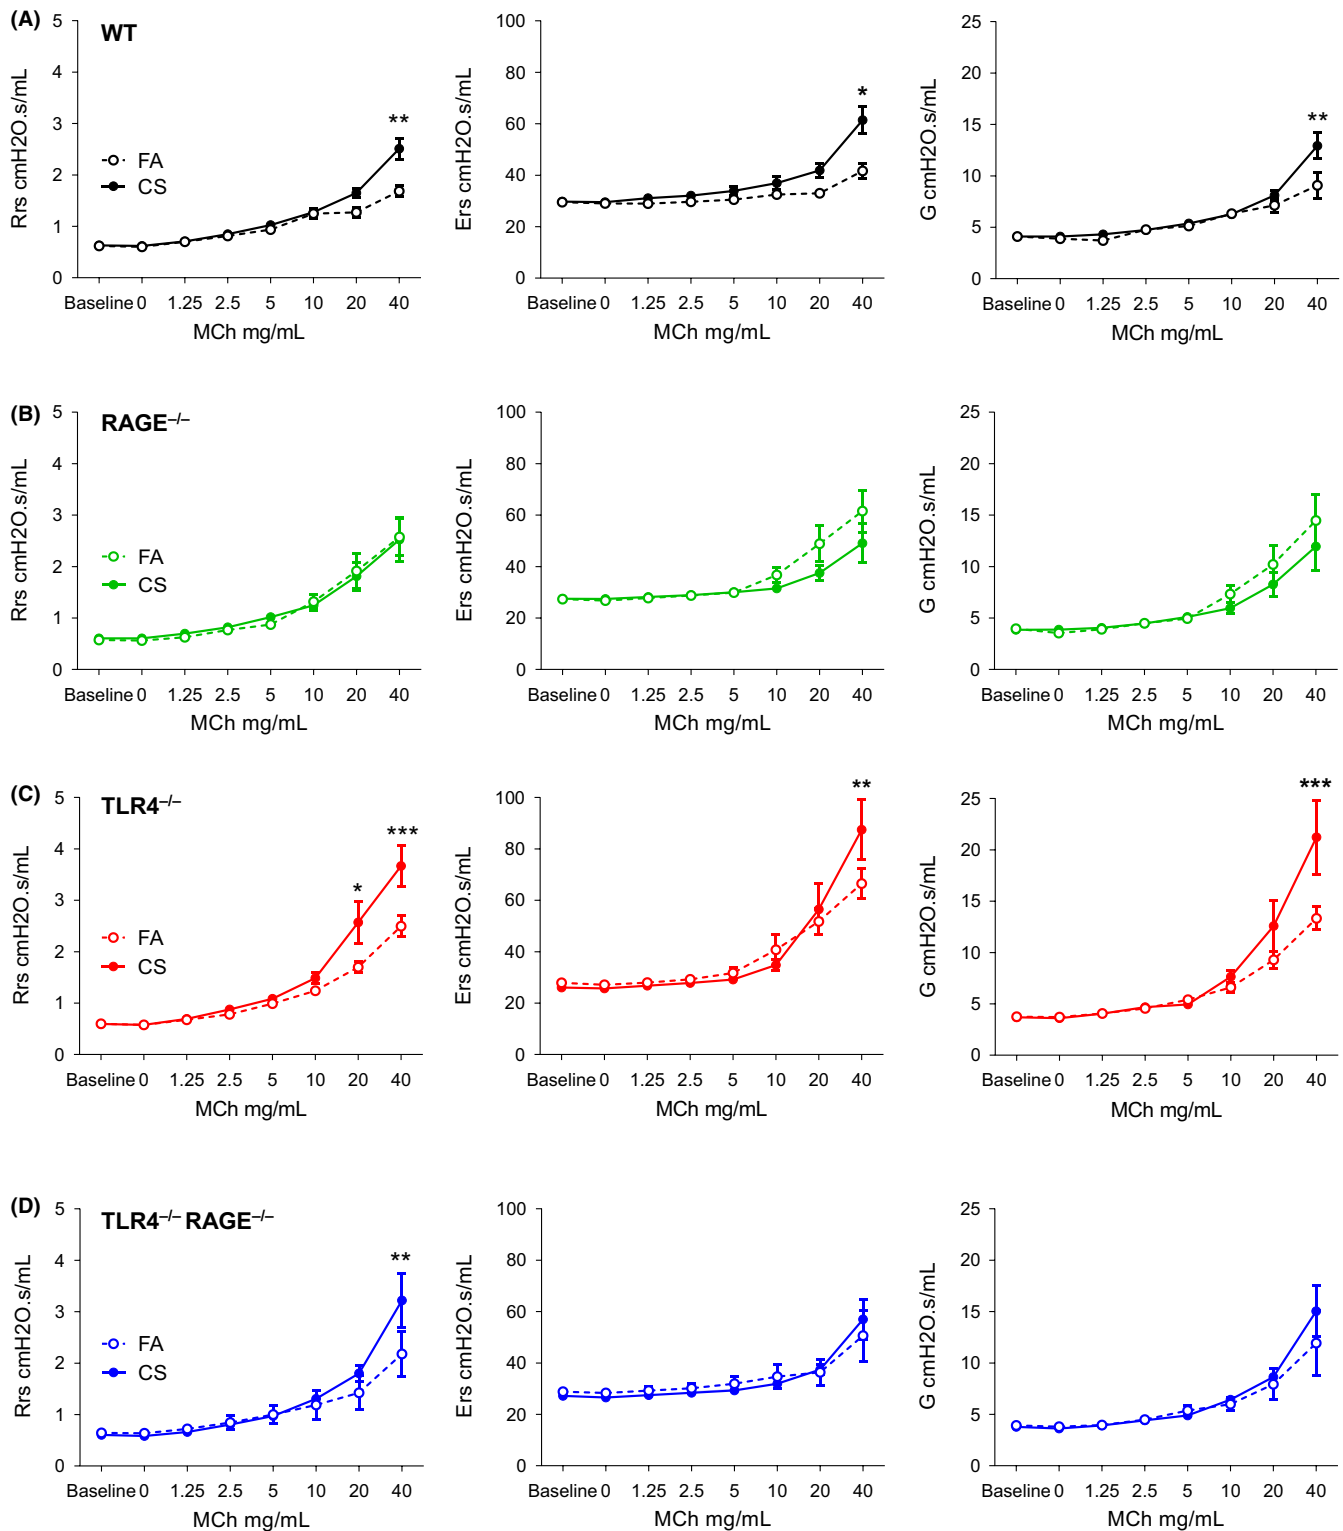 (A)
WT
Rrs cmH2O.s/mL
5
4
3
2
1
0
**
FA
CS
Baseline 0 1.25 2.5 5 10 20 40
MCh mg/mL
Ers cmH2O.s/mL
100
80
60
40
20
0
*
Baseline 0 1.25 2.5 5 10 20 40
MCh mg/mL
G cmH2O.s/mL
25
20
15
10
5
0
**
Baseline 0 1.25 2.5 5 10 20 40
MCh mg/mL
(B)
RAGE–/–
Rrs cmH2O.s/mL
5
4
3
2
1
0
FA
CS
Baseline 0 1.25 2.5 5 10 20 40
MCh mg/mL
Ers cmH2O.s/mL
100
80
60
40
20
0
Baseline 0 1.25 2.5 5 10 20 40
MCh mg/mL
G cmH2O.s/mL
25
20
15
10
5
0
Baseline 0 1.25 2.5 5 10 20 40
MCh mg/mL
(C)
TLR4–/–
Rrs cmH2O.s/mL
5
4
3
2
1
0
*
***
FA
CS
Baseline 0 1.25 2.5 5 10 20 40
MCh mg/mL
Ers cmH2O.s/mL
100
80
60
40
20
0
**
Baseline 0 1.25 2.5 5 10 20 40
MCh mg/mL
G cmH2O.s/mL
25
20
15
10
5
0
***
Baseline 0 1.25 2.5 5 10 20 40
MCh mg/mL
(D)
TLR4–/– RAGE–/–
Rrs cmH2O.s/mL
5
4
3
2
1
0
**
FA
CS
Baseline 0 1.25 2.5 5 10 20 40
MCh mg/mL
Ers cmH2O.s/mL
100
80
60
40
20
0
Baseline 0 1.25 2.5 5 10 20 40
MCh mg/mL
G cmH2O.s/mL
25
20
15
10
5
0
Baseline 0 1.25 2.5 5 10 20 40
MCh mg/mL